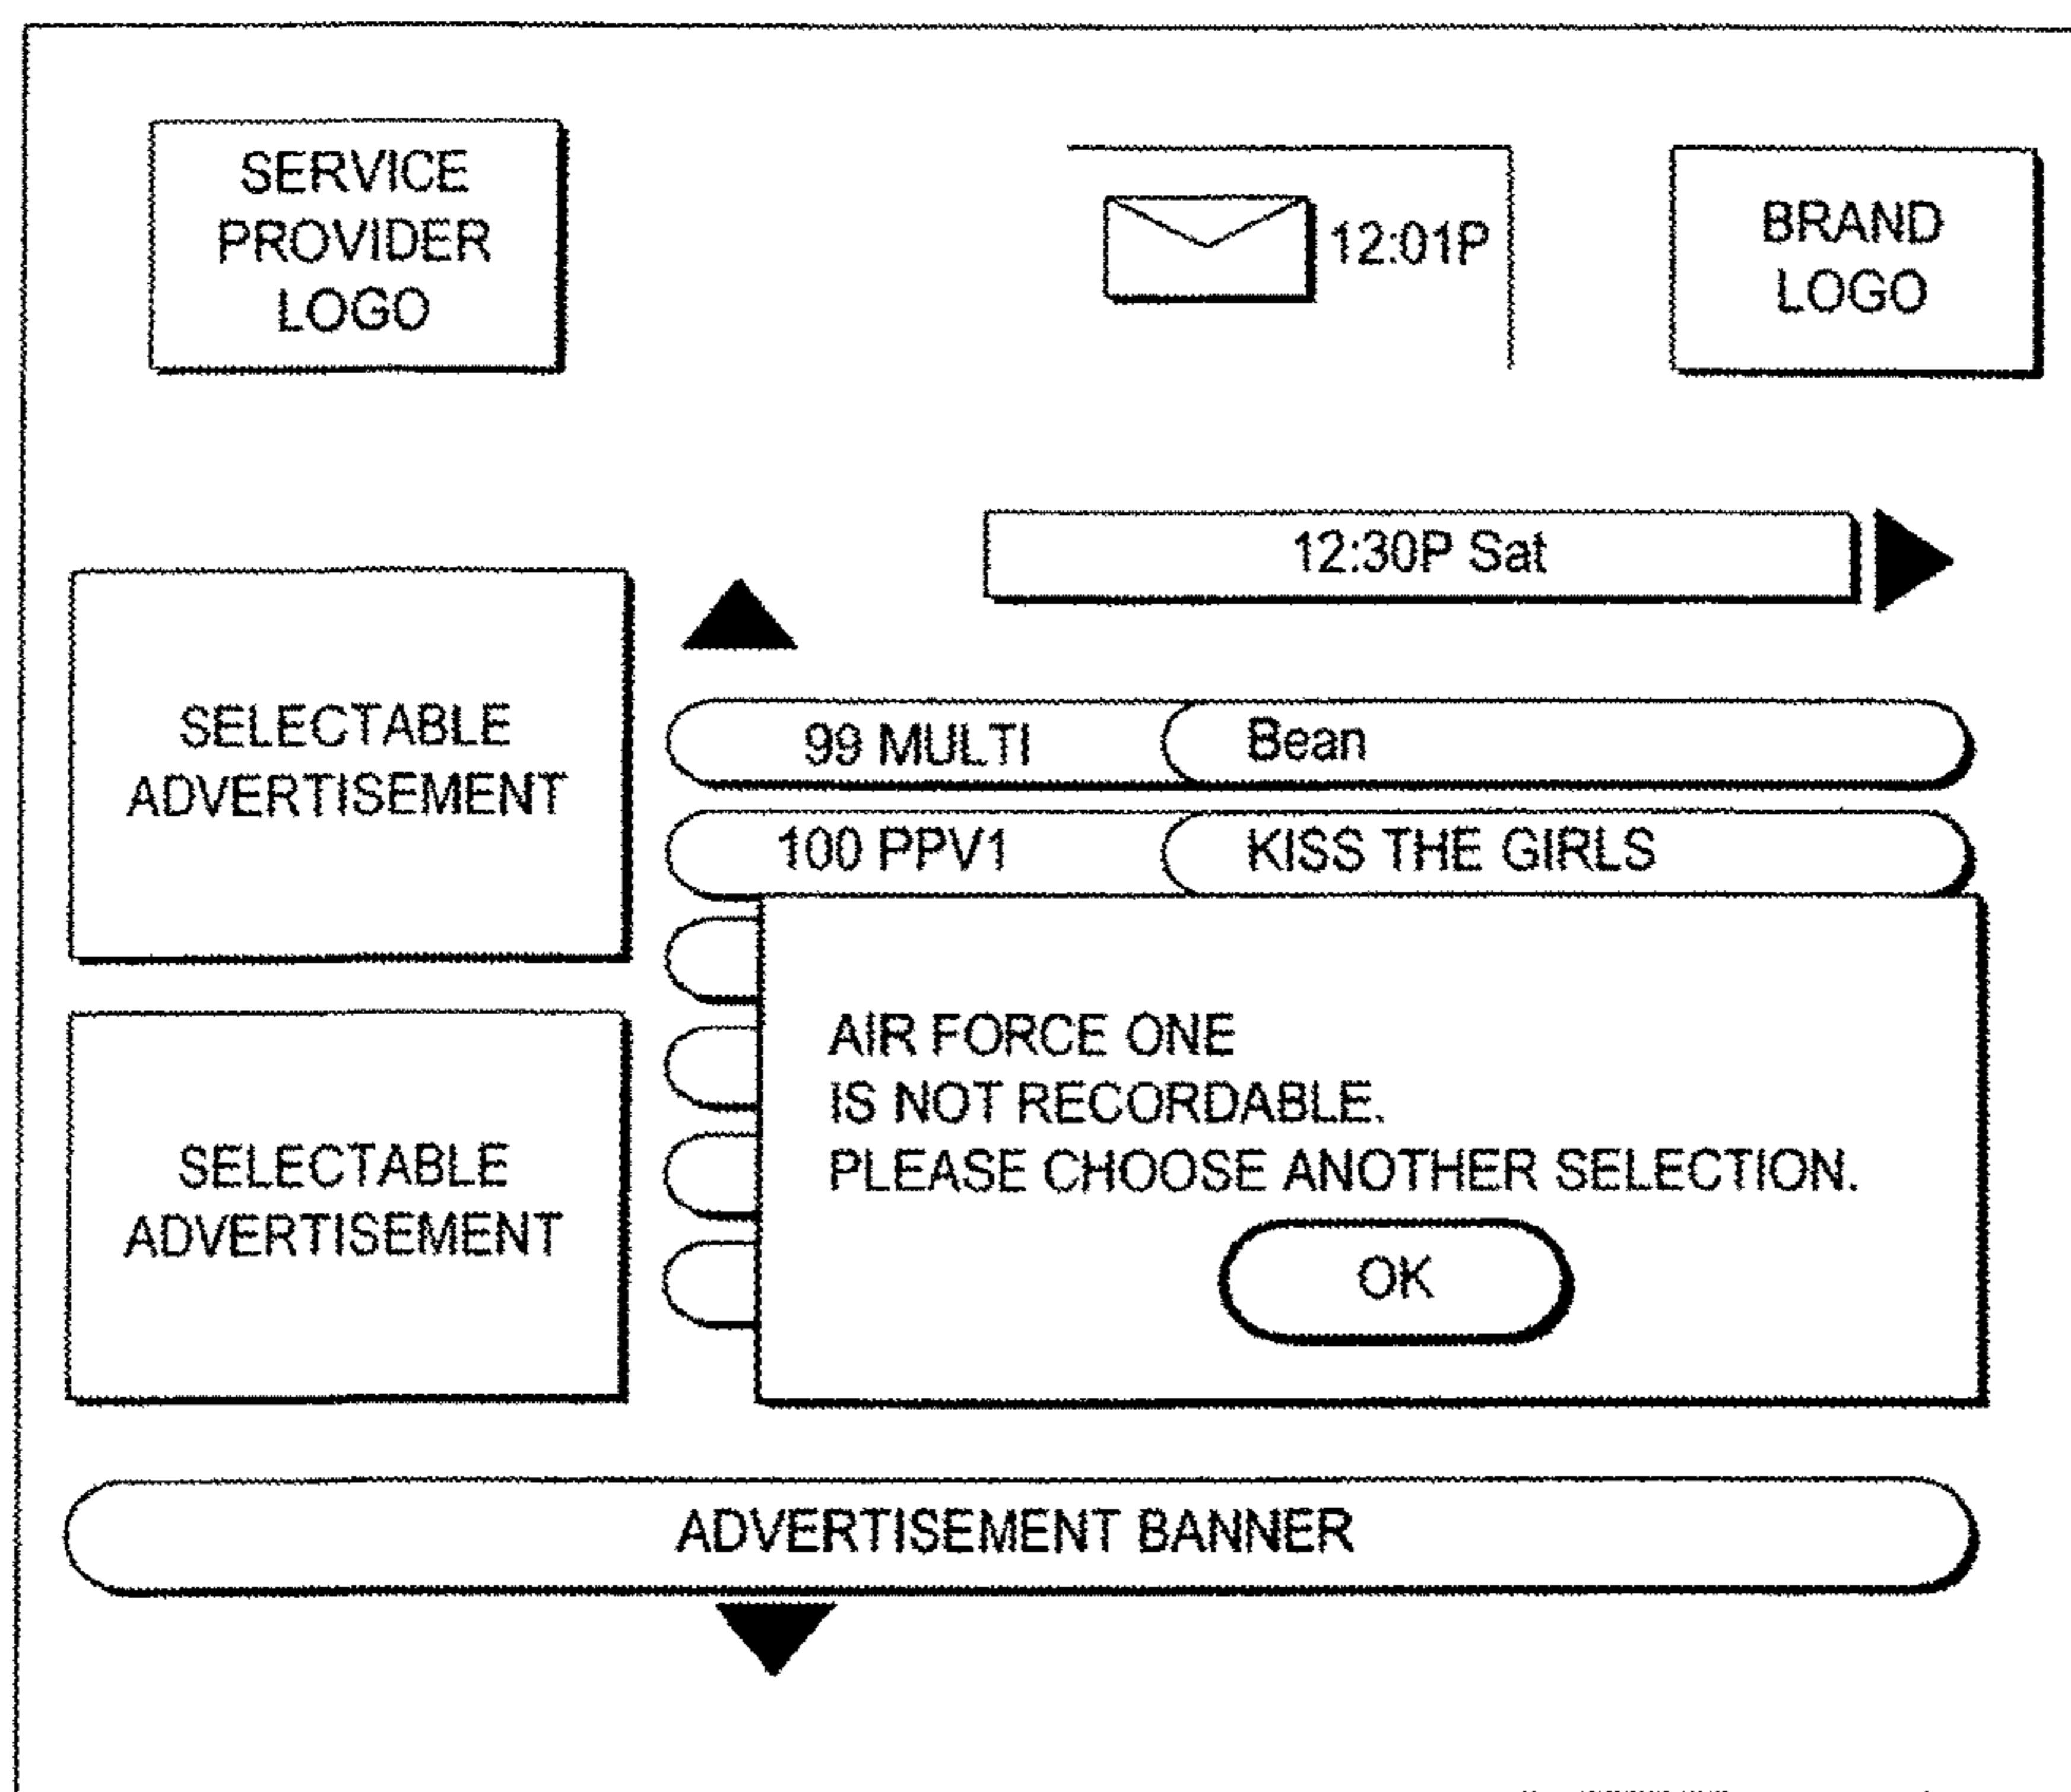 SERVICE
PROVIDER
LOGO
12:01P
BRAND
LOGO
12:30P Sat
SELECTABLE
ADVERTISEMENT
99 MULTI Bean
100 PPV1 KISS THE GIRLS
AIR FORCE ONE
IS NOT RECORDABLE.
PLEASE CHOOSE ANOTHER SELECTION.
OK
SELECTABLE
ADVERTISEMENT
ADVERTISEMENT BANNER